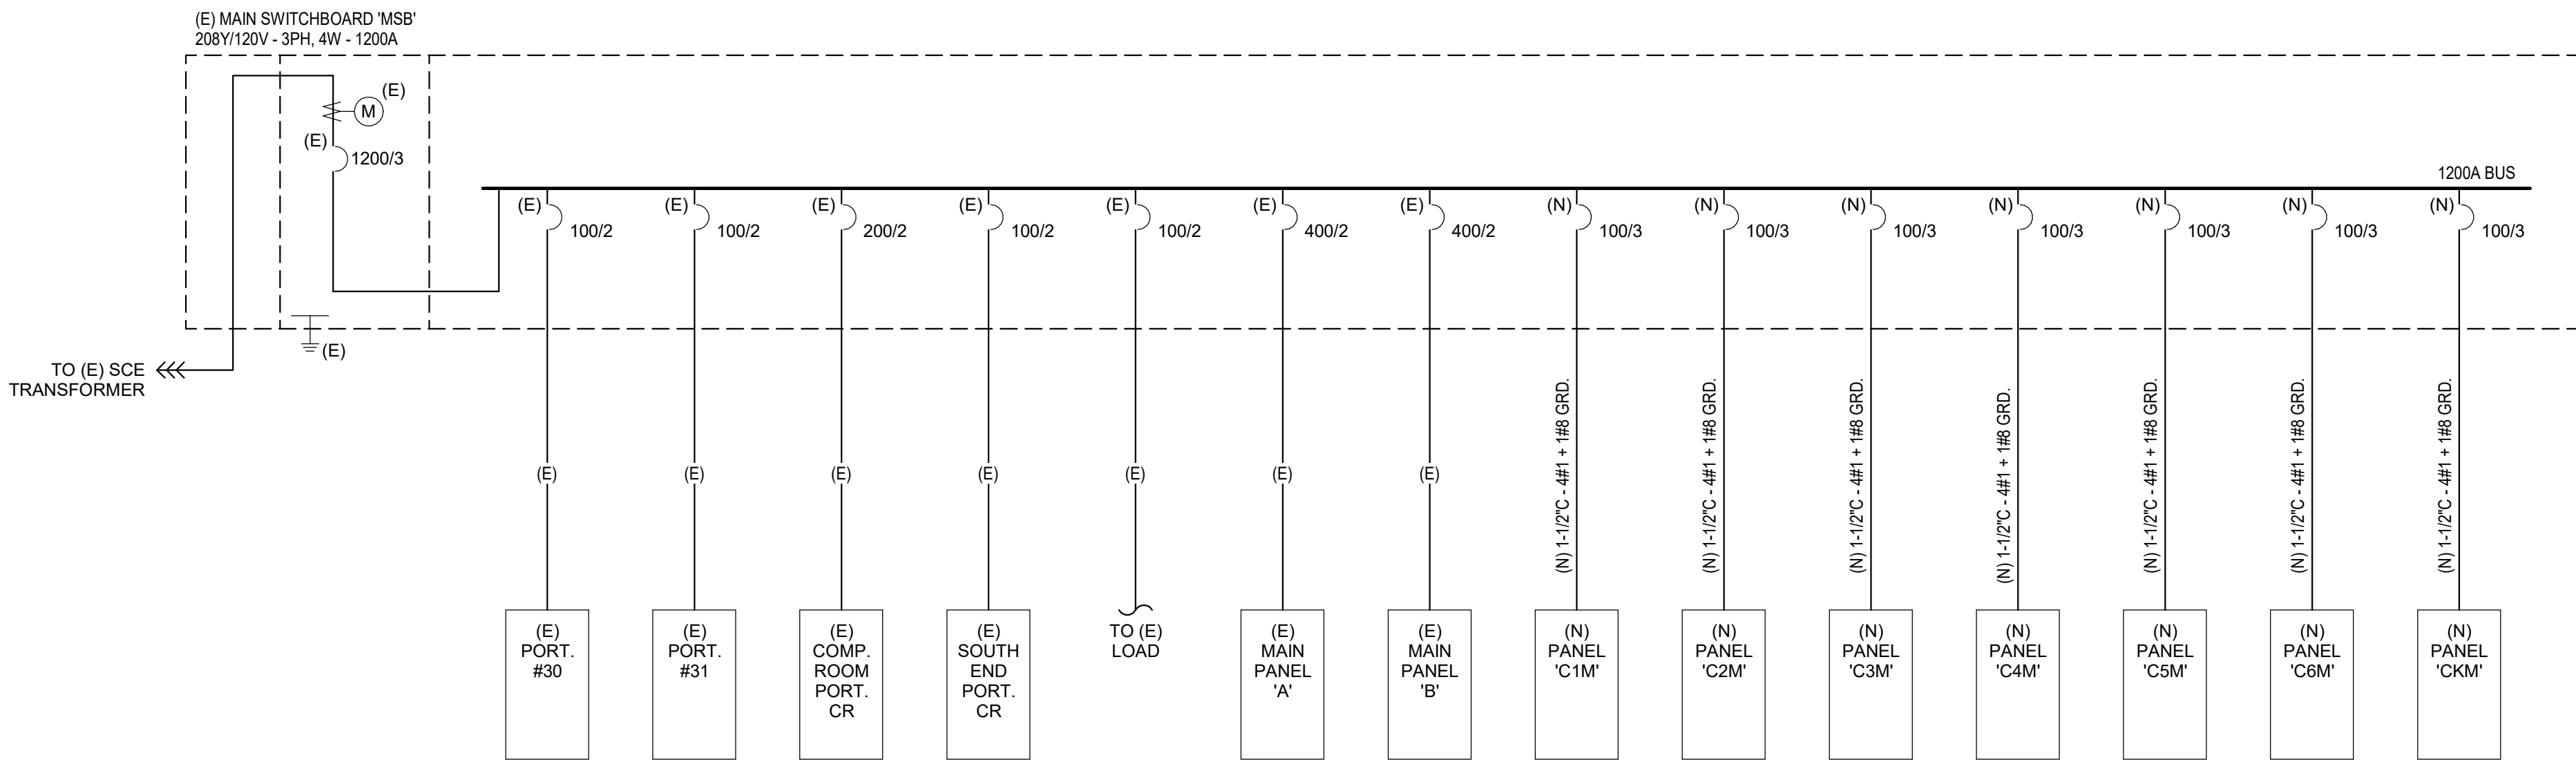 (E) MAIN SWITCHBOARD 'MSB'
208Y/120V - 3PH, 4W - 1200A
(E)
M
(E)
1200/3
1200A BUS
(E)
100/2
(E)
100/2
(E)
200/2
(E)
100/2
(E)
100/2
(E)
400/2
(E)
400/2
(N)
100/3
(N)
100/3
(N)
100/3
(N)
100/3
(N)
100/3
(N)
100/3
(N)
100/3
(E)
TO (E) SCE
TRANSFORMER
(E)
(E)
(E)
(E)
(E)
(E)
(E)
(N) 1-1/2"C - 4#1 + 1#8 GRD.
(N) 1-1/2"C - 4#1 + 1#8 GRD.
(N) 1-1/2"C - 4#1 + 1#8 GRD.
(N) 1-1/2"C - 4#1 + 1#8 GRD.
(N) 1-1/2"C - 4#1 + 1#8 GRD.
(N) 1-1/2"C - 4#1 + 1#8 GRD.
(N) 1-1/2"C - 4#1 + 1#8 GRD.
(E)
PORT.
#30
(E)
PORT.
#31
(E)
COMP.
ROOM
PORT.
CR
(E)
SOUTH
END
PORT.
CR
TO (E)
LOAD
(E)
MAIN
PANEL
'A'
(E)
MAIN
PANEL
'B'
(N)
PANEL
'C1M'
(N)
PANEL
'C2M'
(N)
PANEL
'C3M'
(N)
PANEL
'C4M'
(N)
PANEL
'C5M'
(N)
PANEL
'C6M'
(N)
PANEL
'CKM'